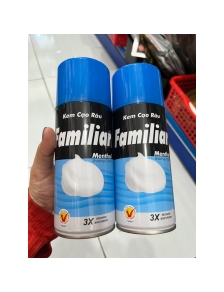 Kem Cạo Râu
Familiar
Menthol
3X
Kem Cạo Râu
Familiar
Menthol
3X